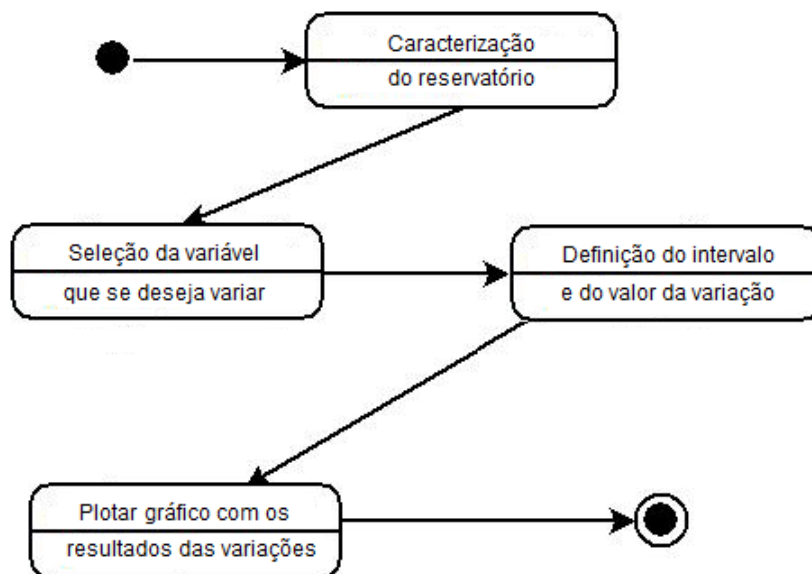 Caracterização
do reservatório
Seleção da variável
que se deseja variar
Definição do intervalo
e do valor da variação
Plotar gráfico com os
resultados das variações